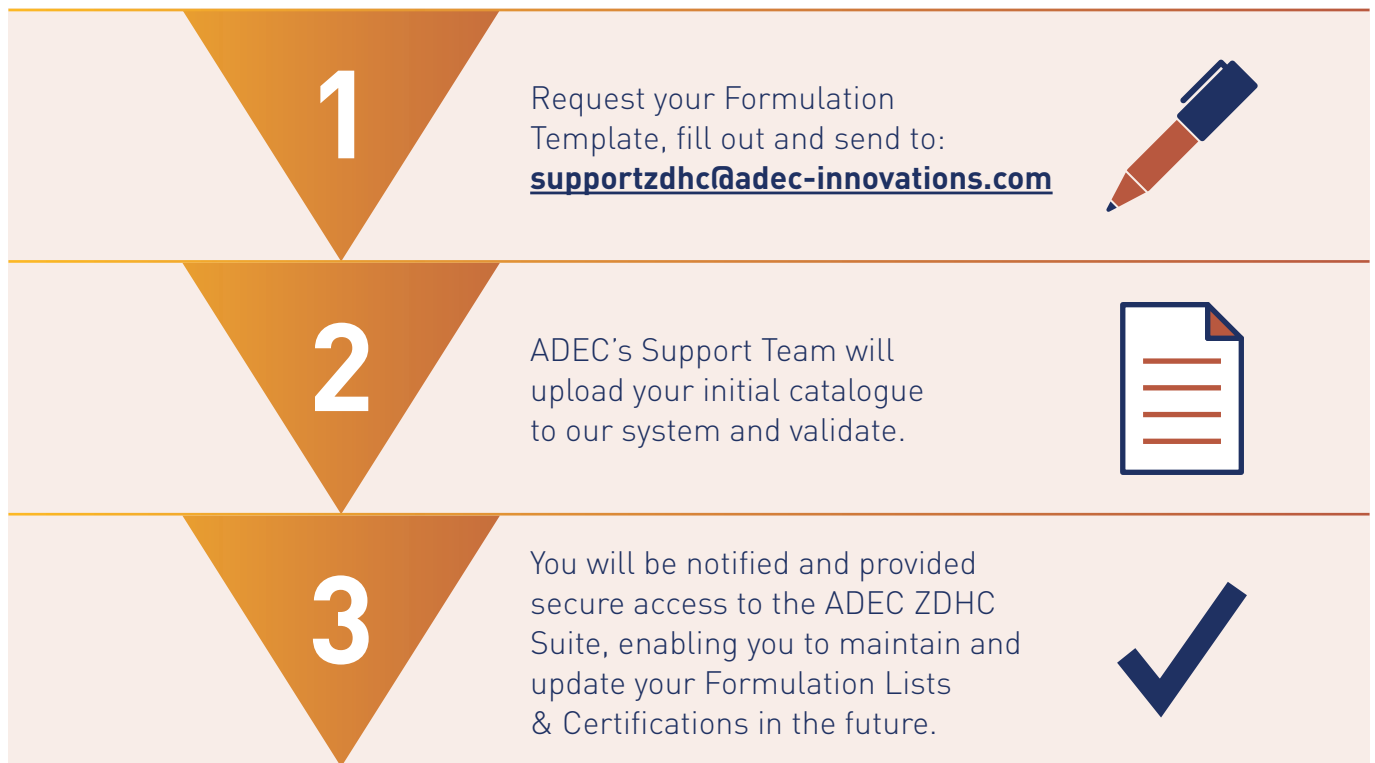 1
Request your Formulation
Template, fill out and send to:
supportzdhc@adec-innovations.com
2
ADEC’s Support Team will
upload your initial catalogue
to our system and validate.
3
You will be notified and provided
secure access to the ADEC ZDHC
Suite, enabling you to maintain and
update your Formulation Lists
& Certifications in the future.